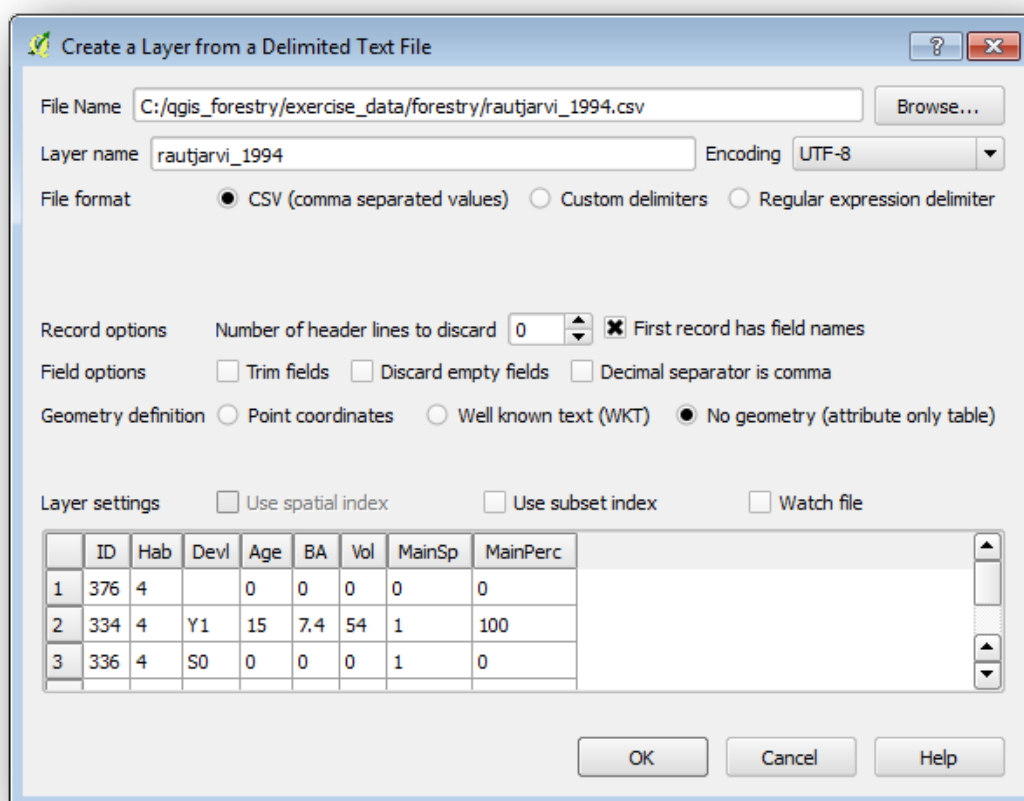 Create a Layer from a Delimited Text File ?
File Name C:/qgis_forestry/exercise_data/forestry/rautjarvi_1994.csv Browse...
Layer name rautjarvi_1994 Encoding UTF-8
File format CSV (comma separated values) Custom delimiters Regular expression delimiter
Record options Number of header lines to discard 0 First record has field names
Field options Trim fields Discard empty fields Decimal separator is comma
Geometry definition Point coordinates Well known text (WKT) No geometry (attribute only table)
Layer settings Use spatial index Use subset index Watch file
ID Hab Devl Age BA Vol MainSp MainPerc
1 376 4 0 0 0 0 0
2 334 4 Y1 15 7.4 54 1 100
3 336 4 S0 0 0 0 1 0
OK Cancel Help